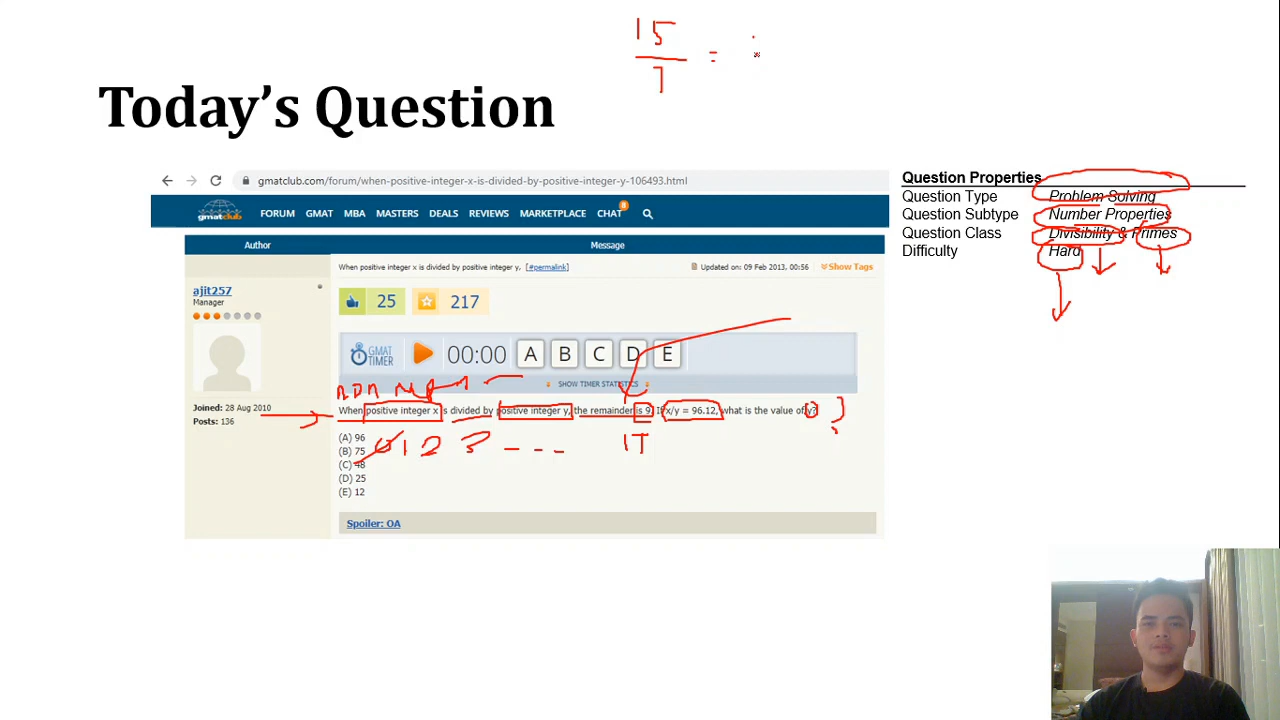 15
7 =
Today's Question
gmatclub.com/forum/when-positive-integer-x-is-divided-by-positive-integer-y-106493.html
gmatclub FORUM GMAT MBA MASTERS DEALS REVIEWS MARKETPLACE CHAT 8
Question Properties
Question Type Problem Solving
Question Subtype Number Properties
Question Class Divisibility & Primes
Difficulty Hard
Author Message
When positive integer x is divided by positive integer y, [#permalink] Updated on: 09 Feb 2013, 00:56 Show Tags
ajit257
Manager
25 217
GMAT TIMER 00:00 A B C D E
SHOW TIMER STATISTICS
Joined: 28 Aug 2010
Posts: 136
When positive integer x is divided by positive integer y, the remainder is 9. If x/y = 96.12, what is the value of y?
?
(A) 96
(B) 75
(C) 48
(D) 25
(E) 12
0 1 2 3 - - - -
Spoiler: OA